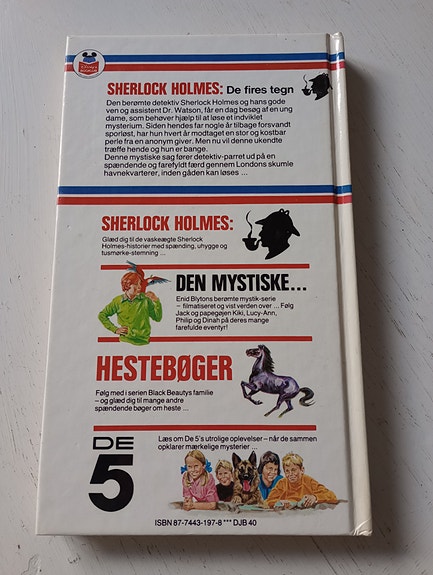 SHERLOCK HOLMES: De fires tegn
Den berømte detektiv Sherlock Holmes og hans gode
ven og assistent Dr. Watson, får en dag besøg af en ung
dame, som behøver hjælp til at løse et indviklet
mysterium. Siden hendes far nogle år tilbage forsvandt
sporløst, har hun hvert år modtaget en stor og kostbar
perle fra en anonym giver. Men nu vil denne ukendte
træffe hende og hun er bange.
Denne mystiske sag fører detektiv-parret ud på en
spændende og farefyldt færd gennem Londons skumle
havnekvarterer, inden gåden kan løses ...
SHERLOCK HOLMES:
Glæd dig til de vaskeægte Sherlock
Holmes-historier med spænding, uhygge og
tusmørke-stemning ...
DEN MYSTISKE...
Enid Blytons berømte mystik-serie
– filmatiseret og vist verden over ... Følg
Jack og papegøjen Kiki, Lucy-Ann,
Philip og Dinah på deres mange
farefulde eventyr!
HESTEBØGER
Følg med i serien Black Beautys familie
– og glæd dig til mange andre
spændende bøger om heste ...
DE
5
Læs om De 5's utrolige oplevelser – når de sammen
opklarer mærkelige mysterier ...
ISBN 87-7443-197-8 *** DJB 40